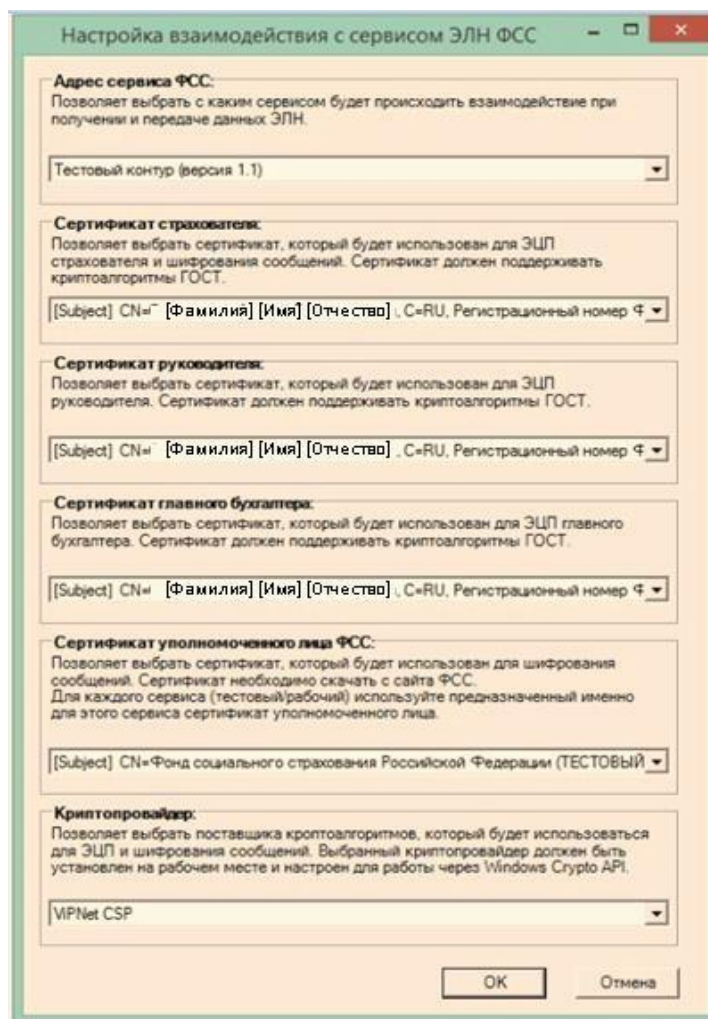 Настройка взаимодействия с сервисом ЭЛН ФСС
Адрес сервиса ФСС:
Позволяет выбрать с каким сервисом будет происходить взаимодействие при
получении и передаче данных ЭЛН.
Тестовый контур (версия 1.1)
Сертификат страхователя:
Позволяет выбрать сертификат, который будет использован для ЭЦП
страхователя и шифрования сообщений. Сертификат должен поддерживать
криптоалгоритмы ГОСТ.
[Subject] CN= [Фамилия] [Имя] [Отчество] , C=RU, Регистрационный номер Ф
Сертификат руководителя:
Позволяет выбрать сертификат, который будет использован для ЭЦП
руководителя. Сертификат должен поддерживать криптоалгоритмы ГОСТ.
[Subject] CN= [Фамилия] [Имя] [Отчество] , C=RU, Регистрационный номер Ф
Сертификат главного бухгалтера:
Позволяет выбрать сертификат, который будет использован для ЭЦП главного
бухгалтера. Сертификат должен поддерживать криптоалгоритмы ГОСТ.
[Subject] CN= [Фамилия] [Имя] [Отчество] , C=RU, Регистрационный номер Ф
Сертификат уполномоченного лица ФСС:
Позволяет выбрать сертификат, который будет использован для шифрования
сообщений. Сертификат необходимо скачать с сайта ФСС.
Для каждого сервиса (тестовый/рабочий) используйте предназначенный именно
для этого сервиса сертификат уполномоченного лица.
[Subject] CN=Фонд социального страхования Российской Федерации (ТЕСТОВЫЙ
Криптопровайдер:
Позволяет выбрать поставщика кроптоалгоритмов, который будет использоваться
для ЭЦП и шифрования сообщений. Выбранный криптопровайдер должен быть
установлен на рабочем месте и настроен для работы через Windows Crypto API.
ViPNet CSP
OK Отмена